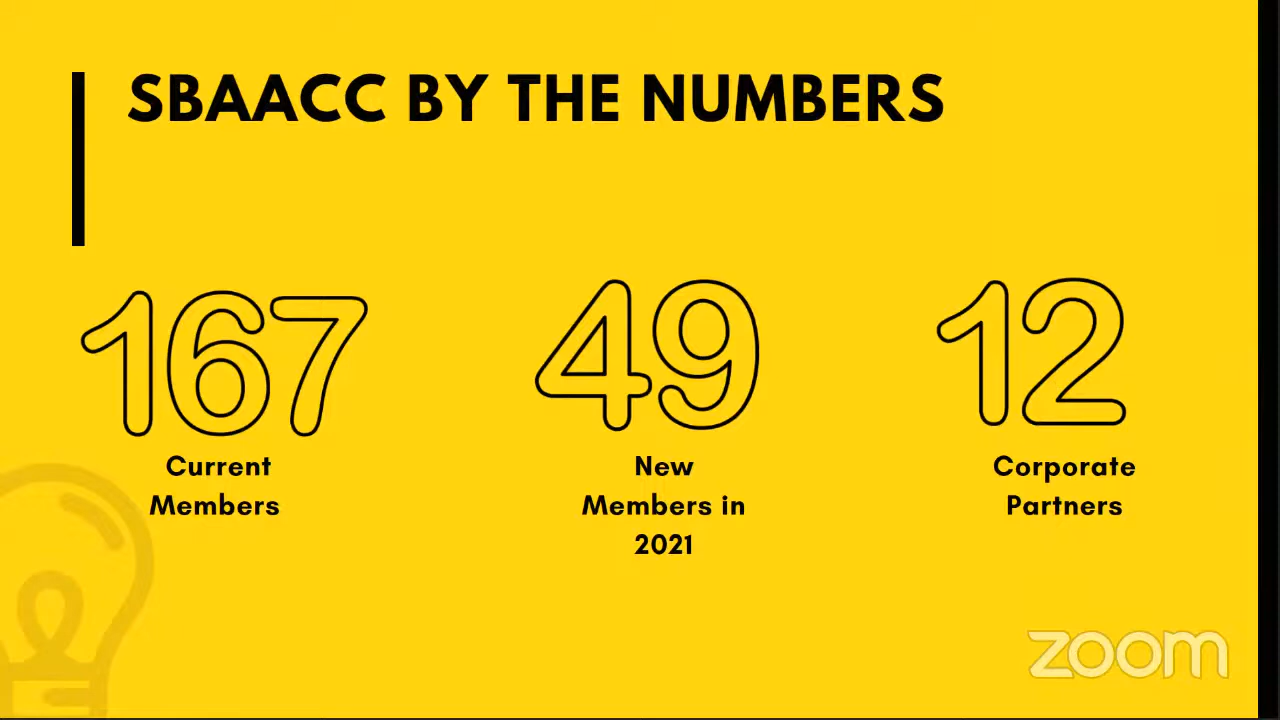 SBAACC BY THE NUMBERS
167
Current
Members
49
New
Members in
2021
12
Corporate
Partners
zoom